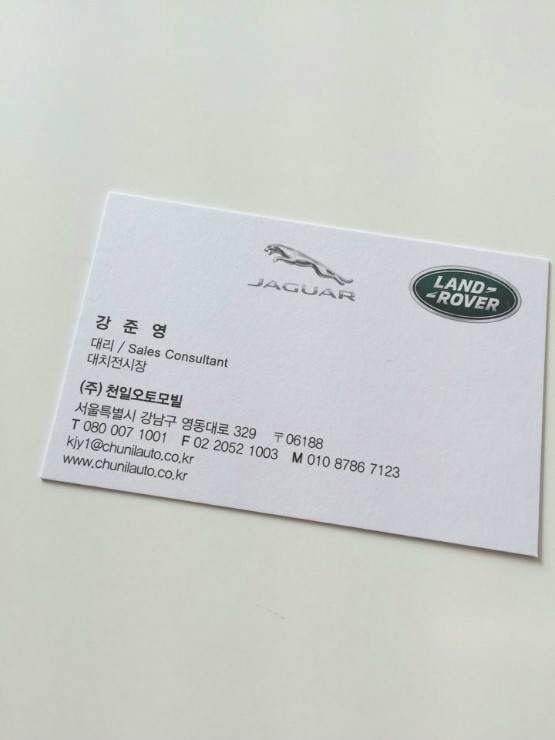 JAGUAR
LAND-
-ROVER
강 준 영
대리 / Sales Consultant
대치전시장
(주) 천일오토모빌
서울특별시 강남구 영동대로 329 〒06188
T 080 007 1001 F 02 2052 1003 M 010 8786 7123
kjy1@chunilauto.co.kr
www.chunilauto.co.kr